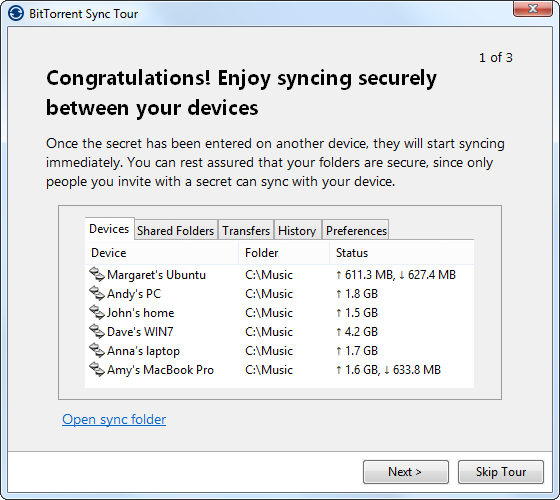 BitTorrent Sync Tour
1 of 3
Congratulations! Enjoy syncing securely
between your devices
Once the secret has been entered on another device, they will start syncing
immediately. You can rest assured that your folders are secure, since only
people you invite with a secret can sync with your device.
Devices Shared Folders Transfers History Preferences
Device Folder Status
Margaret's Ubuntu C:\Music ↑ 611.3 MB, ↓ 627.4 MB
Andy's PC C:\Music ↑ 1.8 GB
John's home C:\Music ↑ 1.5 GB
Dave's WIN7 C:\Music ↑ 4.2 GB
Anna's laptop C:\Music ↑ 1.7 GB
Amy's MacBook Pro C:\Music ↑ 1.6 GB, ↓ 633.8 MB
Open sync folder
Next > Skip Tour